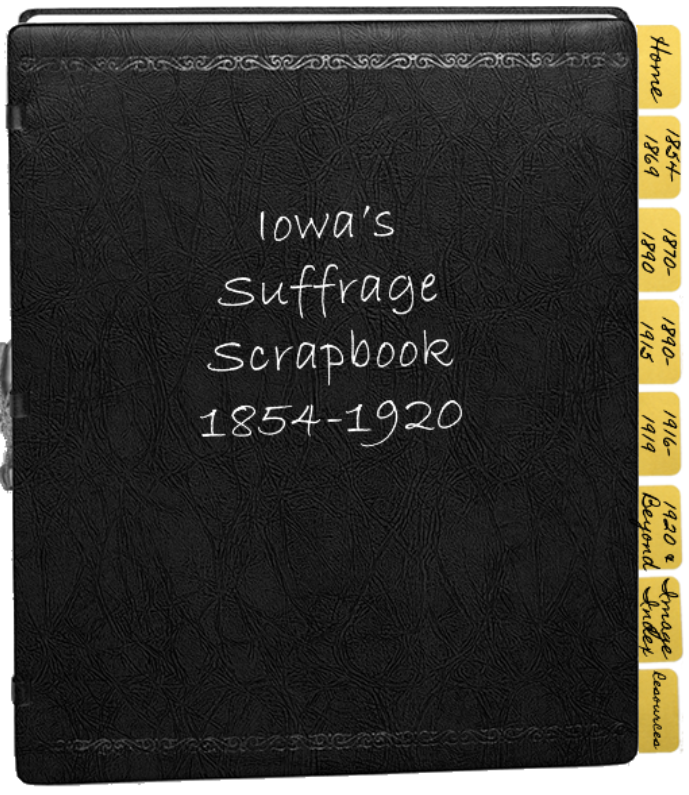 Iowa's
Suffrage
Scrapbook
1854-1920
Home
1854-
1869
1870-
1890
1890-
1915
1916-
1919
1920 &
Beyond
Image
Index
Resources